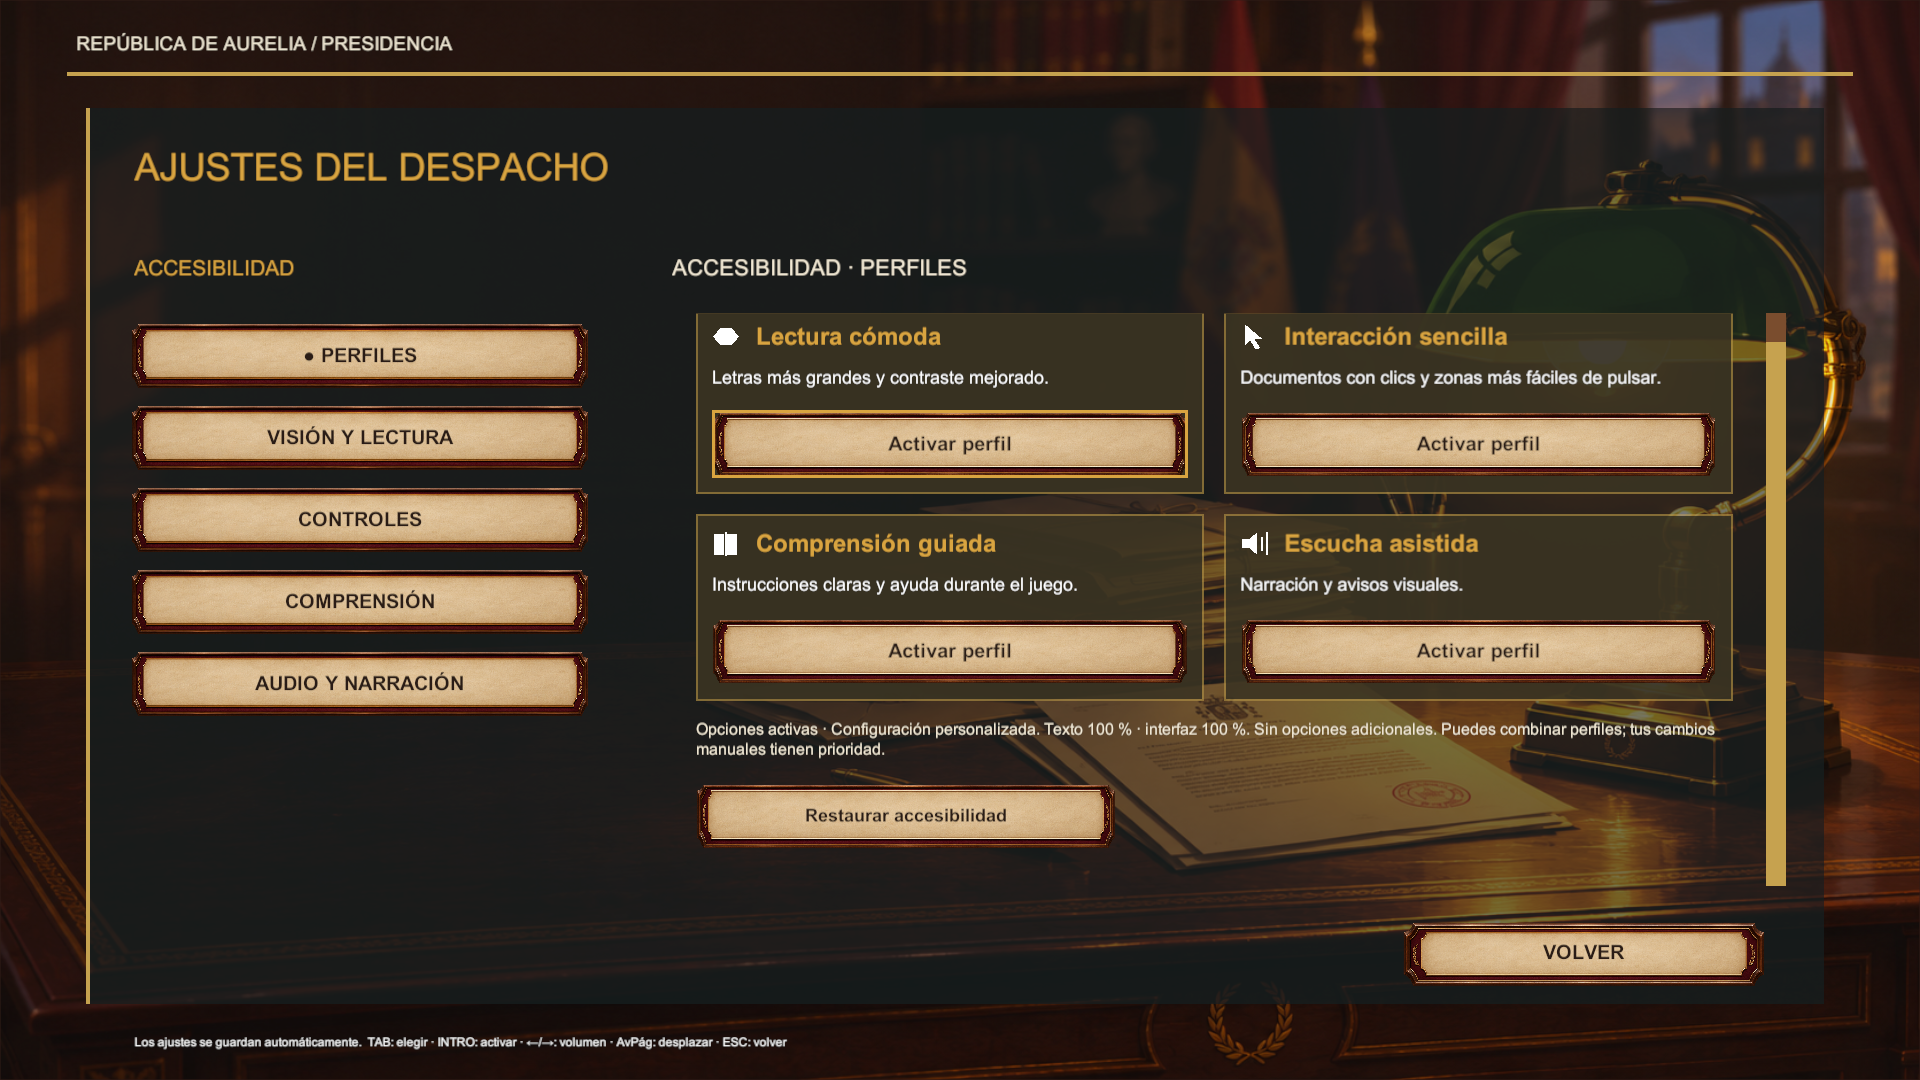 REPÚBLICA DE AURELIA / PRESIDENCIA
AJUSTES DEL DESPACHO
ACCESIBILIDAD
● PERFILES
VISIÓN Y LECTURA
CONTROLES
COMPRENSIÓN
AUDIO Y NARRACIÓN
ACCESIBILIDAD · PERFILES
Lectura cómoda
Letras más grandes y contraste mejorado.
Activar perfil
Interacción sencilla
Documentos con clics y zonas más fáciles de pulsar.
Activar perfil
Comprensión guiada
Instrucciones claras y ayuda durante el juego.
Activar perfil
Escucha asistida
Narración y avisos visuales.
Activar perfil
Opciones activas · Configuración personalizada. Texto 100 % · interfaz 100 %. Sin opciones adicionales. Puedes combinar perfiles; tus cambios
manuales tienen prioridad.
Restaurar accesibilidad
VOLVER
Los ajustes se guardan automáticamente. TAB: elegir · INTRO: activar · ←/→: volumen · AvPág: desplazar · ESC: volver